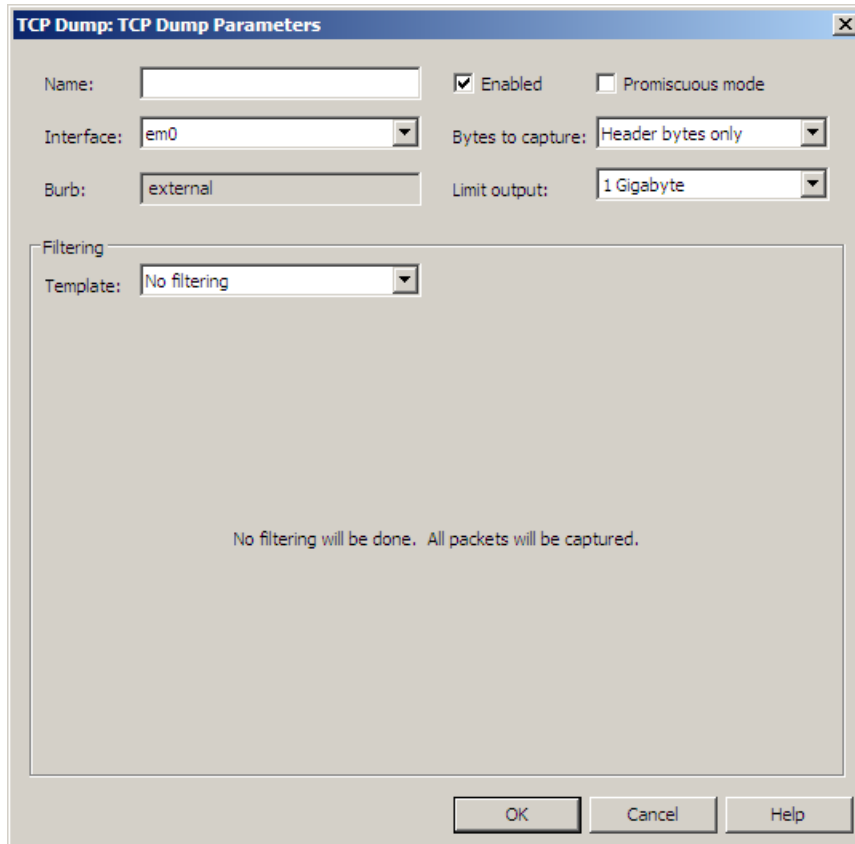 TCP Dump: TCP Dump Parameters
Name:
Enabled
Promiscuous mode
Interface: em0
Bytes to capture: Header bytes only
Burb: external
Limit output: 1 Gigabyte
Filtering
Template: No filtering
No filtering will be done. All packets will be captured.
OK Cancel Help